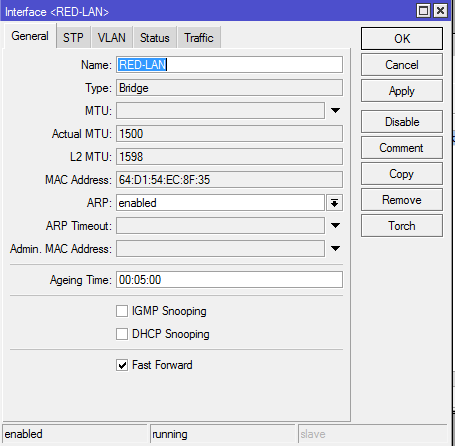 Interface <RED-LAN>
General STP VLAN Status Traffic
Name: RED-LAN
Type: Bridge
MTU:
Actual MTU: 1500
L2 MTU: 1598
MAC Address: 64:D1:54:EC:8F:35
ARP: enabled
ARP Timeout:
Admin. MAC Address:
Ageing Time: 00:05:00
IGMP Snooping
DHCP Snooping
Fast Forward
OK
Cancel
Apply
Disable
Comment
Copy
Remove
Torch
enabled running slave